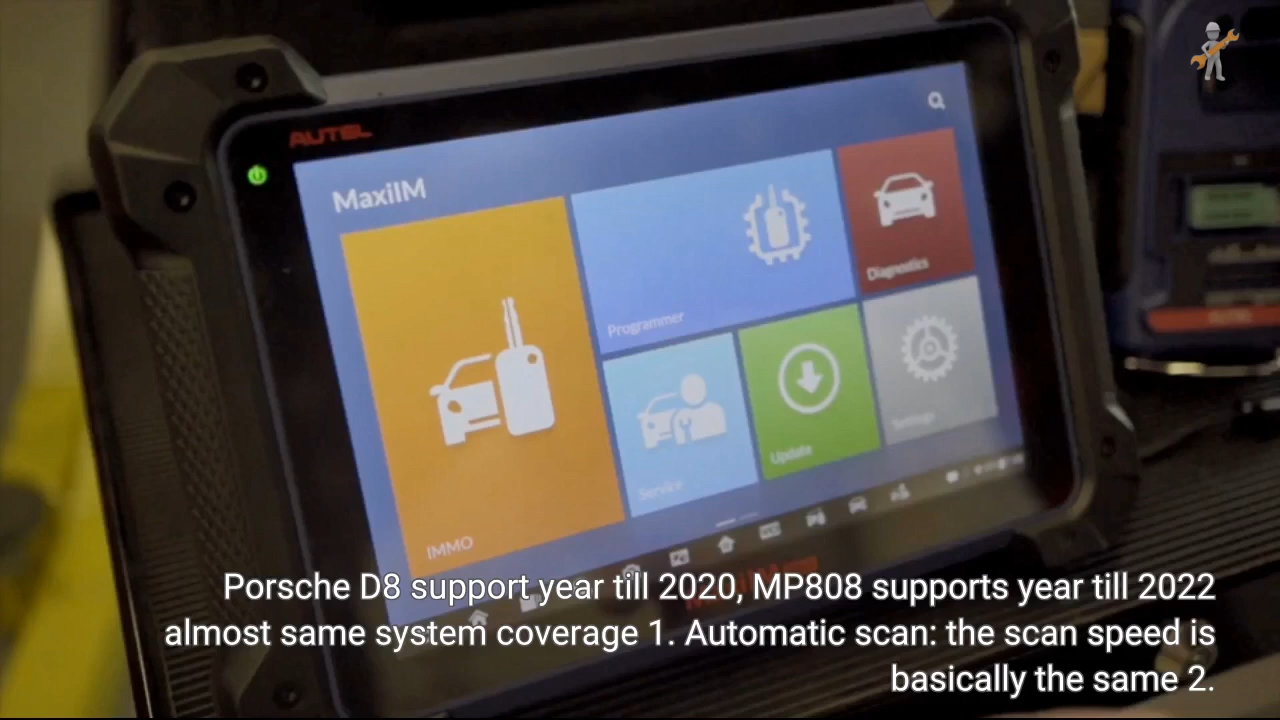 AUTEL
MaxiIM
Programmer
Diagnostics
Service
Update
Settings
IMMO
Porsche D8 support year till 2020, MP808 supports year till 2022
almost same system coverage 1. Automatic scan: the scan speed is
basically the same 2.